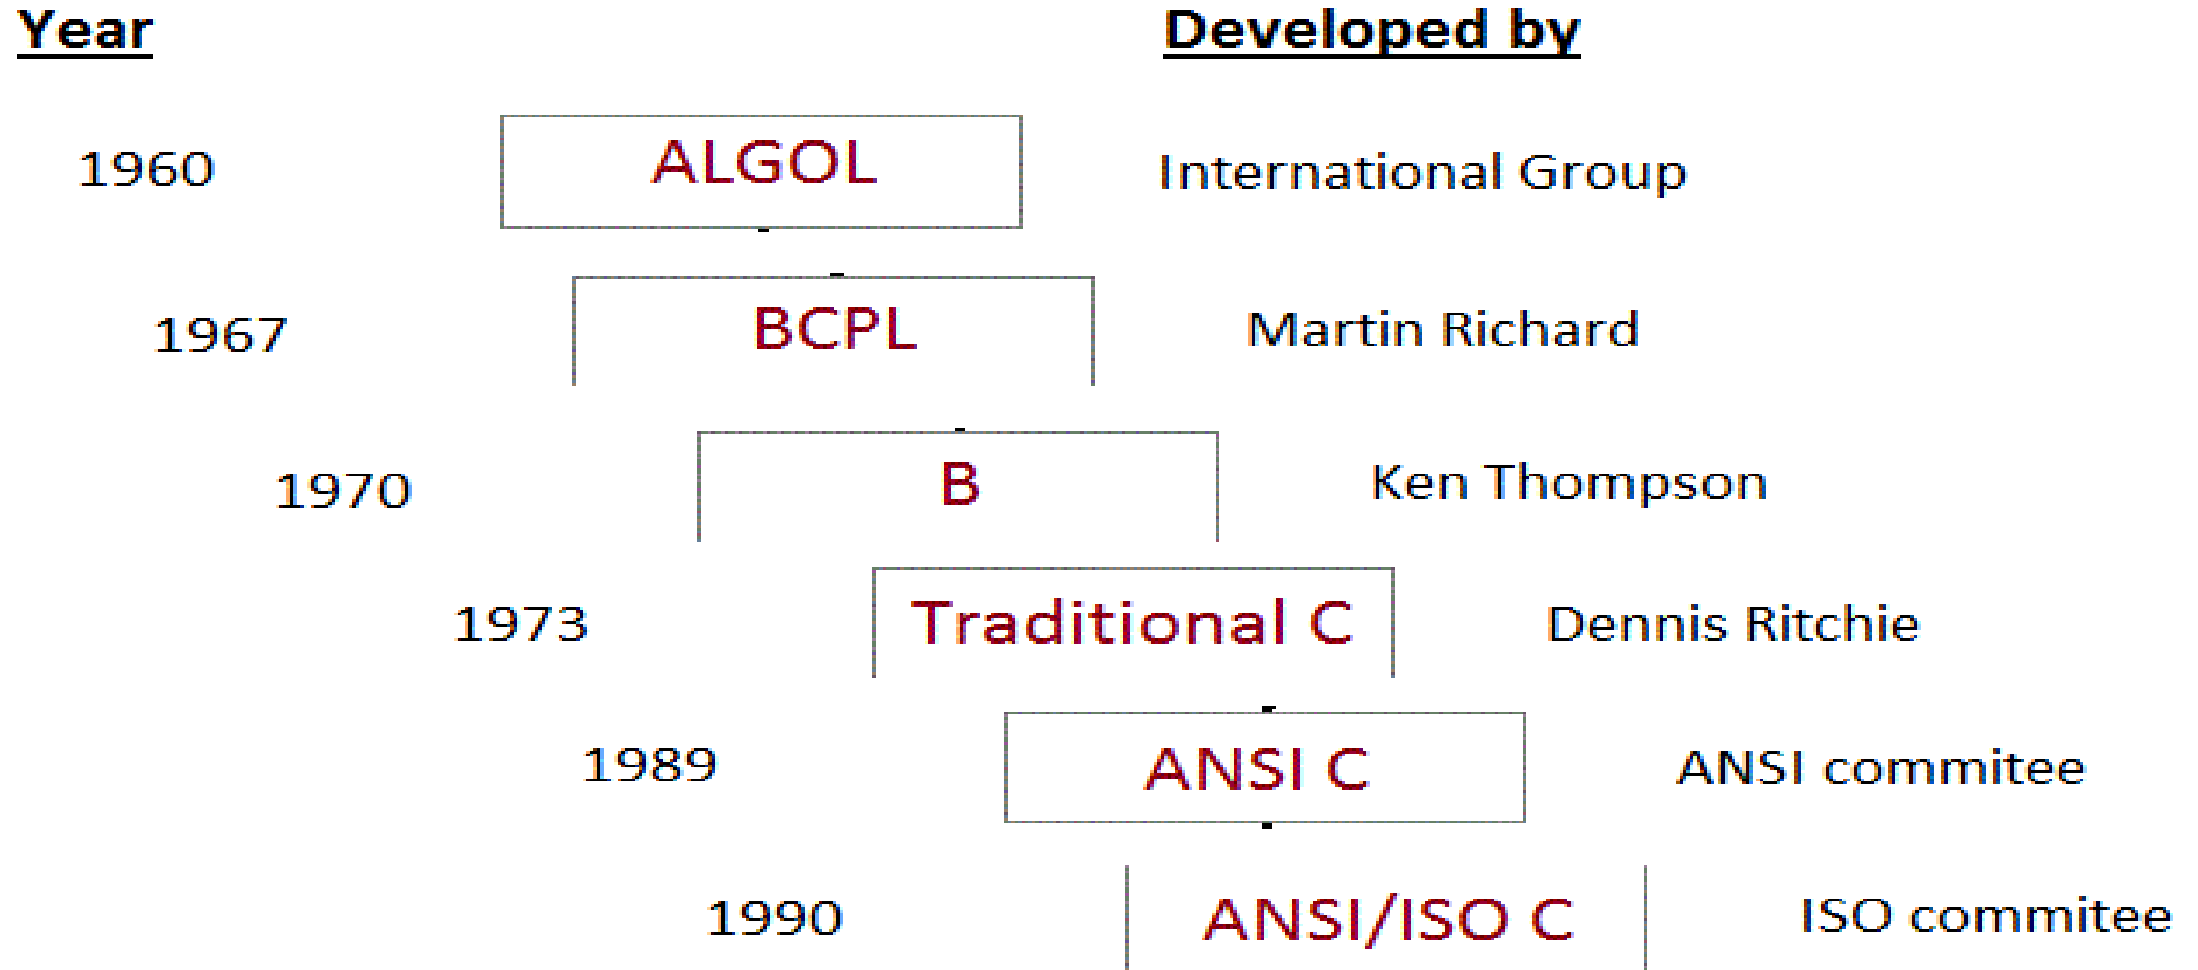 Year Developed by
1960 ALGOL International Group
1967 BCPL Martin Richard
1970 B Ken Thompson
1973 Traditional C Dennis Ritchie
1989 ANSI C ANSI commitee
1990 ANSI/ISO C ISO commitee